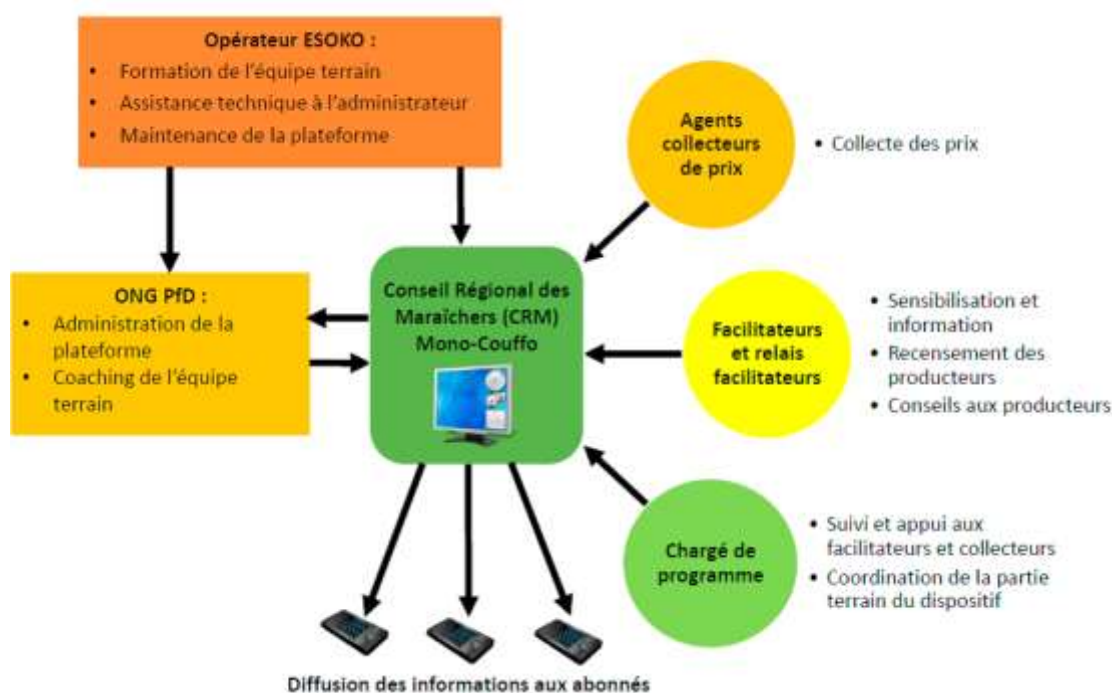 Opérateur ESOKO :
• Formation de l'équipe terrain
• Assistance technique à l'administrateur
• Maintenance de la plateforme
Agents
collecteurs
de prix
• Collecte des prix
ONG PfD :
• Administration de la
plateforme
• Coaching de l'équipe
terrain
Conseil Régional des
Maraîchers (CRM)
Mono-Couffo
Facilitateurs
et relais
facilitateurs
• Sensibilisation et
information
• Recensement des
producteurs
• Conseils aux producteurs
Chargé de
programme
• Suivi et appui aux
facilitateurs et collecteurs
• Coordination de la partie
terrain du dispositif
Diffusion des informations aux abonnés